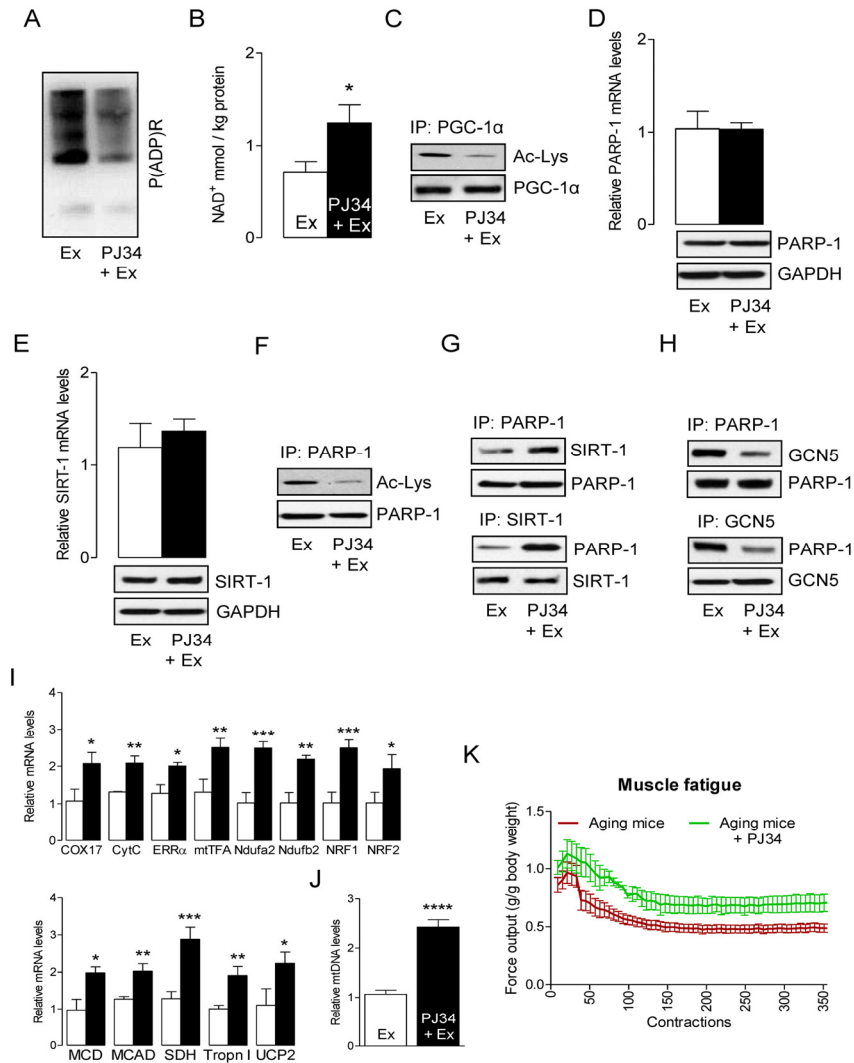 A
P(ADP)R
Ex
PJ34
+ Ex
B
NAD+ mmol / kg protein
2
1
0
*
Ex
PJ34
+ Ex
C
IP: PGC-1α
Ac-Lys
PGC-1α
Ex
PJ34
+ Ex
D
Relative PARP-1 mRNA levels
2
1
0
PARP-1
GAPDH
Ex
PJ34
+ Ex
E
Relative SIRT-1 mRNA levels
2
1
0
SIRT-1
GAPDH
Ex
PJ34
+ Ex
F
IP: PARP-1
Ac-Lys
PARP-1
Ex
PJ34
+ Ex
G
IP: PARP-1
SIRT-1
PARP-1
IP: SIRT-1
PARP-1
SIRT-1
Ex
PJ34
+ Ex
H
IP: PARP-1
GCN5
PARP-1
IP: GCN5
PARP-1
GCN5
Ex
PJ34
+ Ex
I
Relative mRNA levels
4
3
2
1
0
* ** * ** *** ** *** *
COX17 CytC ERRα mtTFA Ndufa2 Ndufb2 NRF1 NRF2
Relative mRNA levels
4
3
2
1
0
* ** *** ** *
MCD MCAD SDH Tropn I UCP2
J
Relative mtDNA levels
3
2
1
0
****
Ex
PJ34
+ Ex
K
Muscle fatigue
Aging mice
Aging mice
+ PJ34
Force output (g/g body weight)
1.5
1.0
0.5
0.0
50 100 150 200 250 300 350
Contractions